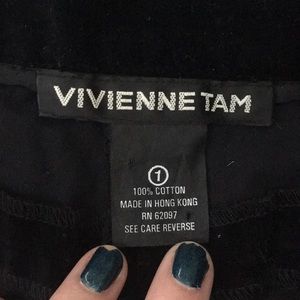 VIVIENNE TAM
1
100% COTTON
MADE IN HONG KONG
RN 62097
SEE CARE REVERSE